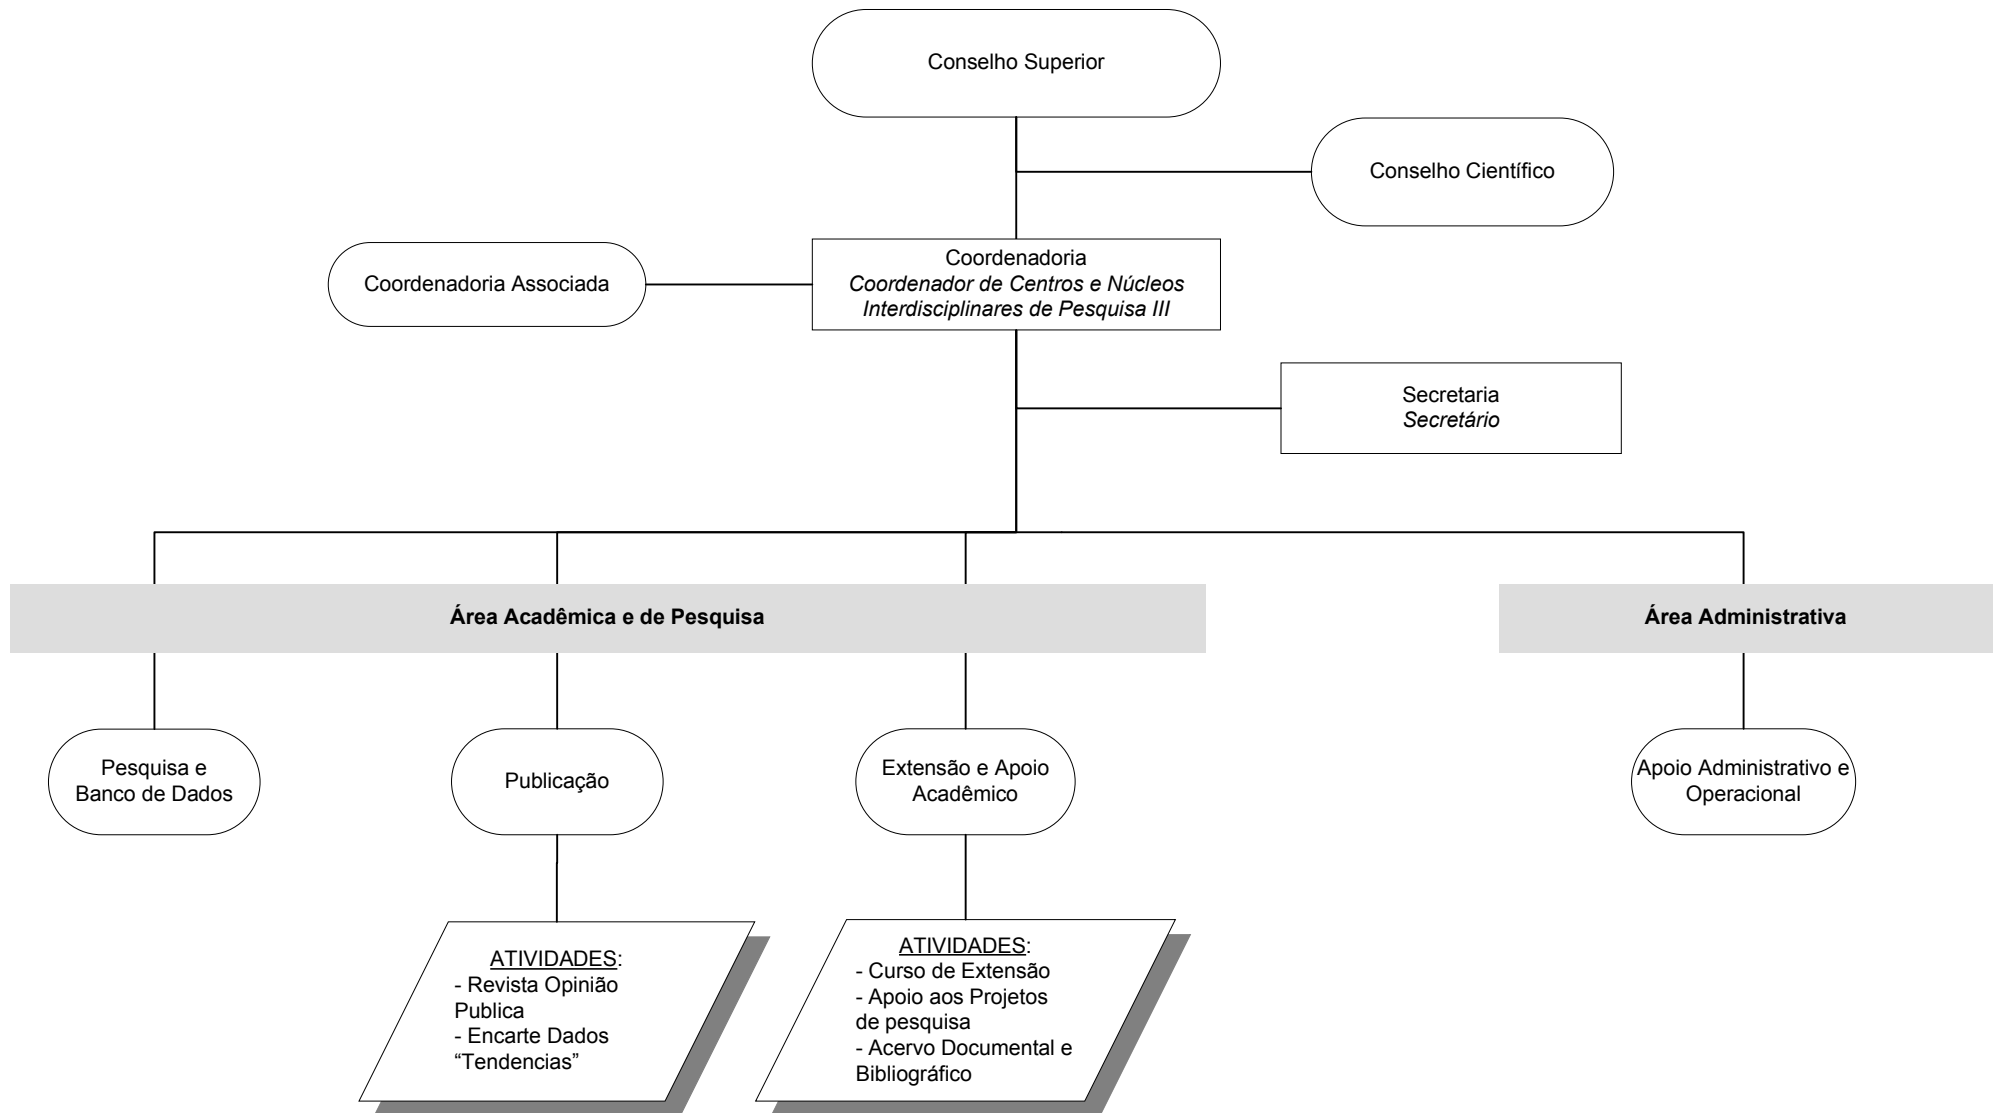 Conselho Superior
Conselho Científico
Coordenadoria Associada
Coordenadoria
Coordenador de Centros e Núcleos
Interdisciplinares de Pesquisa III
Secretaria
Secretário
Área Acadêmica e de Pesquisa
Área Administrativa
Pesquisa e
Banco de Dados
Publicação
Extensão e Apoio
Acadêmico
Apoio Administrativo e
Operacional
ATIVIDADES:
- Revista Opinião
Publica
- Encarte Dados
“Tendencias”
ATIVIDADES:
- Curso de Extensão
- Apoio aos Projetos
de pesquisa
- Acervo Documental e
Bibliográfico